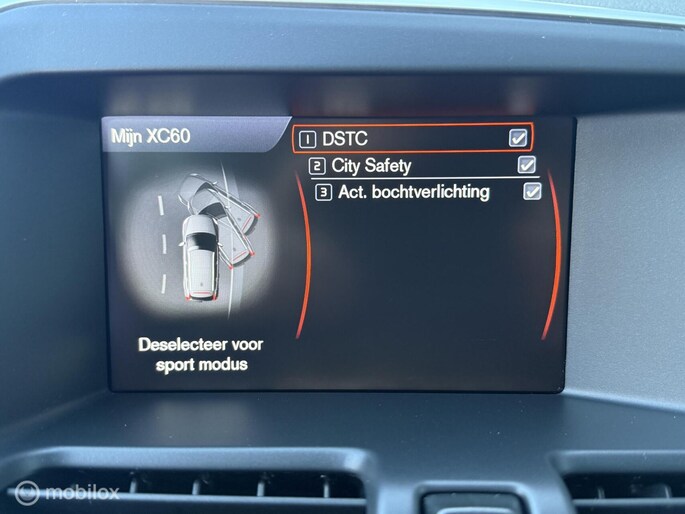 Mijn XC60
1 DSTC
2 City Safety
3 Act. bochtverlichting
Deselecteer voor
sport modus
mobilox